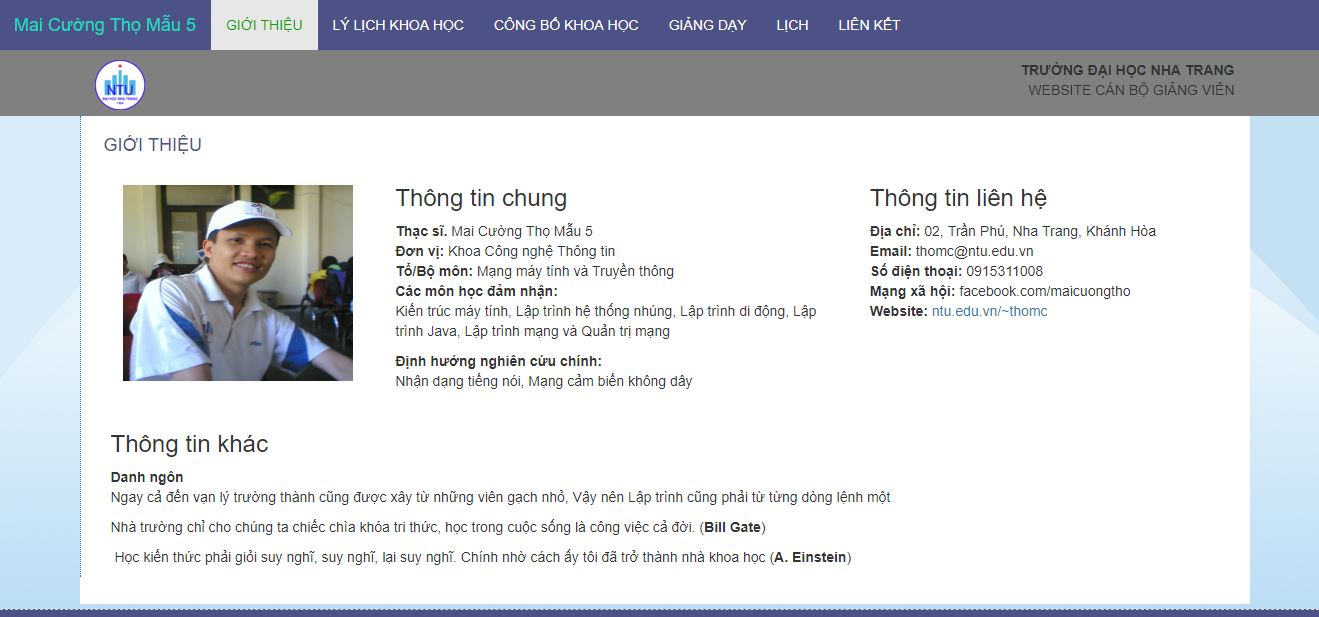 Mai Cường Thọ Mẫu 5 GIỚI THIỆU LÝ LỊCH KHOA HỌC CÔNG BỐ KHOA HỌC GIẢNG DẠY LỊCH LIÊN KẾT
NTU
ĐẠI HỌC NHA TRANG
TRƯỜNG ĐẠI HỌC NHA TRANG
WEBSITE CÁN BỘ GIẢNG VIÊN
GIỚI THIỆU
Thông tin chung
Thạc sĩ. Mai Cường Thọ Mẫu 5
Đơn vị: Khoa Công nghệ Thông tin
Tổ/Bộ môn: Mạng máy tính và Truyền thông
Các môn học đảm nhận:
Kiến trúc máy tính, Lập trình hệ thống nhúng, Lập trình di động, Lập
trình Java, Lập trình mạng và Quản trị mạng
Định hướng nghiên cứu chính:
Nhận dạng tiếng nói, Mạng cảm biến không dây
Thông tin liên hệ
Địa chỉ: 02, Trần Phú, Nha Trang, Khánh Hòa
Email: thomc@ntu.edu.vn
Số điện thoại: 0915311008
Mạng xã hội: facebook.com/maicuongtho
Website: ntu.edu.vn/~thomc
Thông tin khác
Danh ngôn
Ngay cả đến vạn lý trường thành cũng được xây từ những viên gạch nhỏ, Vậy nên Lập trình cũng phải từ từng dòng lệnh một
Nhà trường chỉ cho chúng ta chiếc chìa khóa tri thức, học trong cuộc sống là công việc cả đời. (Bill Gate)
Học kiến thức phải giỏi suy nghĩ, suy nghĩ, lại suy nghĩ. Chính nhờ cách ấy tôi đã trở thành nhà khoa học (A. Einstein)